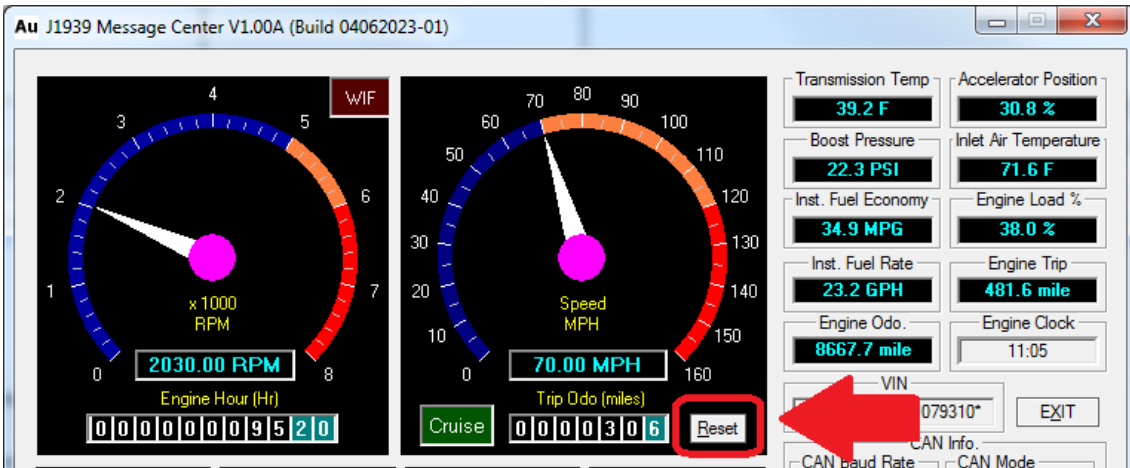 Au J1939 Message Center V1.00A (Build 04062023-01)
WIF
0 1 2 3 4 5 6 7 8
x 1000
RPM
2030.00 RPM
Engine Hour (Hr)
0000009520
0 10 20 30 40 50 60 70 80 90 100 110 120 130 140 150 160
Speed
MPH
70.00 MPH
Trip Odo (miles)
Cruise
0000306
Reset
Transmission Temp
39.2 F
Accelerator Position
30.8 %
Boost Pressure
22.3 PSI
Inlet Air Temperature
71.6 F
Inst. Fuel Economy
34.9 MPG
Engine Load %
38.0 %
Inst. Fuel Rate
23.2 GPH
Engine Trip
481.6 mile
Engine Odo.
8667.7 mile
Engine Clock
11:05
VIN
079310*
EXIT
CAN Info.
CAN Baud Rate
CAN Mode